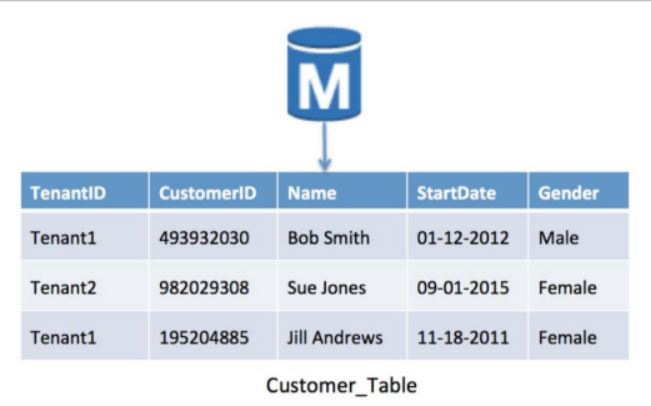 M
TenantID CustomerID Name StartDate Gender
Tenant1 493932030 Bob Smith 01-12-2012 Male
Tenant2 982029308 Sue Jones 09-01-2015 Female
Tenant1 195204885 Jill Andrews 11-18-2011 Female
Customer_Table